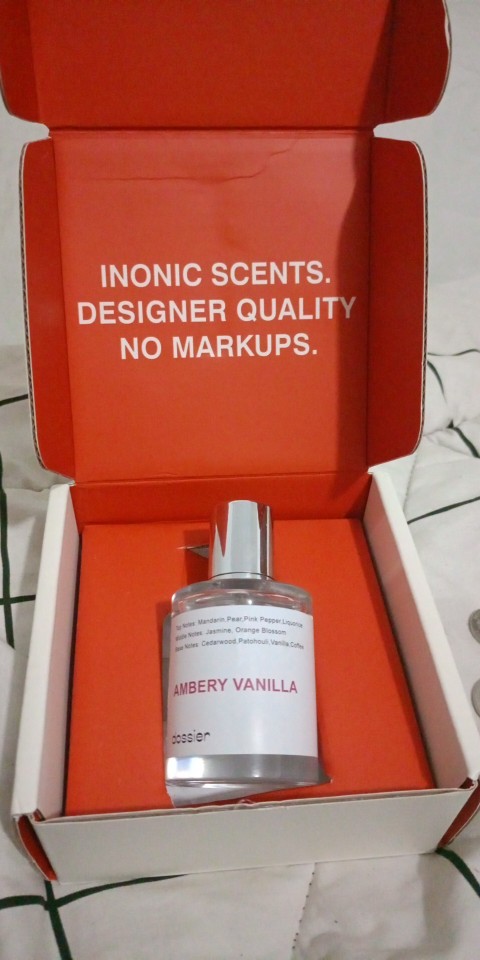 INONIC SCENTS.
DESIGNER QUALITY
NO MARKUPS.
Top Notes: Mandarin,Pear,Pink Pepper,Liquorice
Middle Notes: Jasmine, Orange Blossom
Base Notes: Cedarwood,Patchouli,Vanilla,Coffee
AMBERY VANILLA
dossier